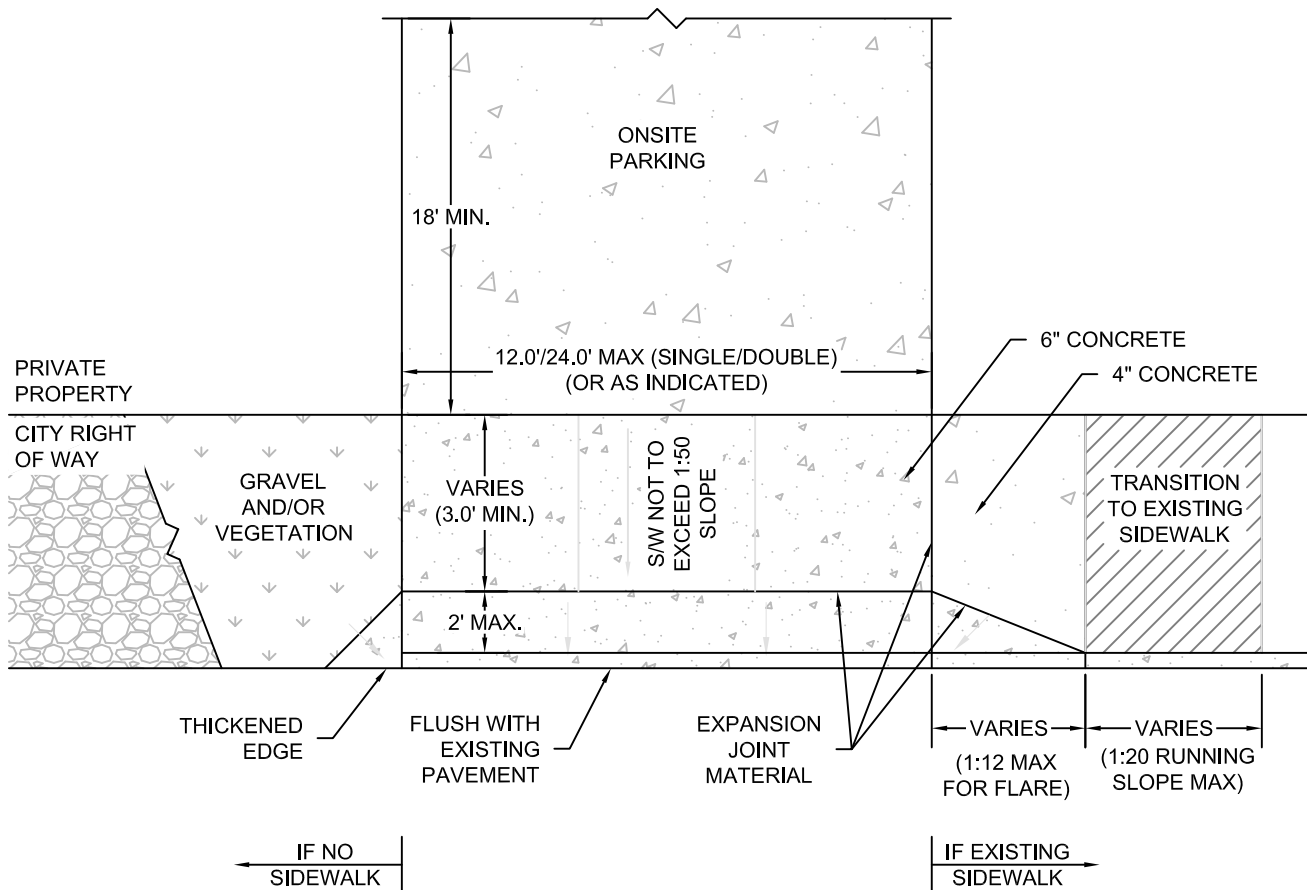 ONSITE
PARKING
18' MIN.
12.0'/24.0' MAX (SINGLE/DOUBLE)
(OR AS INDICATED)
6" CONCRETE
4" CONCRETE
PRIVATE
PROPERTY
CITY RIGHT
OF WAY
GRAVEL
AND/OR
VEGETATION
VARIES
(3.0' MIN.)
S/W NOT TO
EXCEED 1:50
SLOPE
TRANSITION
TO EXISTING
SIDEWALK
2' MAX.
THICKENED
EDGE
FLUSH WITH
EXISTING
PAVEMENT
EXPANSION
JOINT
MATERIAL
VARIES
(1:12 MAX
FOR FLARE)
VARIES
(1:20 RUNNING
SLOPE MAX)
IF NO
SIDEWALK
IF EXISTING
SIDEWALK